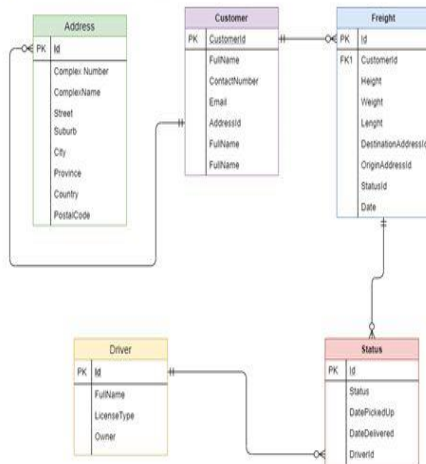 Address
PK Id
Complex Number
ComplexName
Street
Suburb
City
Province
Country
PostalCode
Customer
PK CustomerId
FullName
ContactNumber
Email
AddressId
FullName
FullName
Freight
PK Id
FK1 CustomerId
Height
Weight
Lenght
DestinationAddressId
OriginAddressId
StatusId
Date
Driver
PK Id
FullName
LicenseType
Owner
Status
PK Id
Status
DatePickedUp
DateDelivered
DriverId